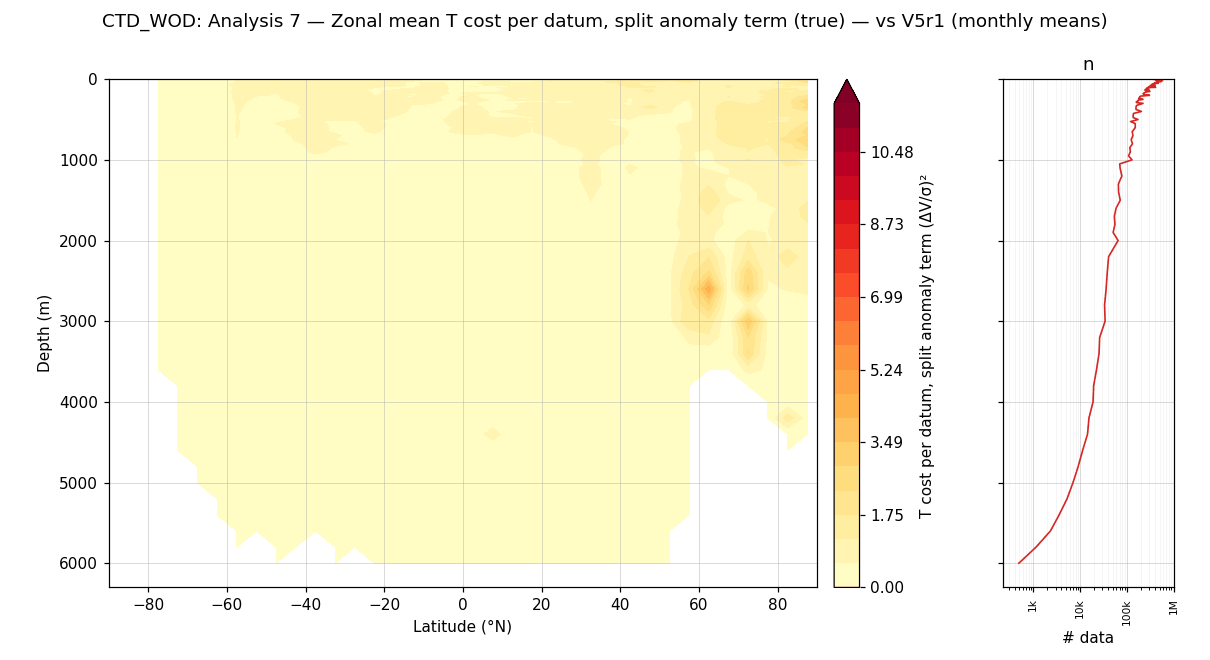 CTD_WOD: Analysis 7 — Zonal mean T cost per datum, split anomaly term (true) — vs V5r1 (monthly means)
n
0
1000
2000
3000
4000
5000
6000
Depth (m)
−80
−60
−40
−20
0
20
40
60
80
Latitude (°N)
10.48
8.73
6.99
5.24
3.49
1.75
0.00
T cost per datum, split anomaly term (ΔV/σ)²
1k
10k
100k
1M
# data